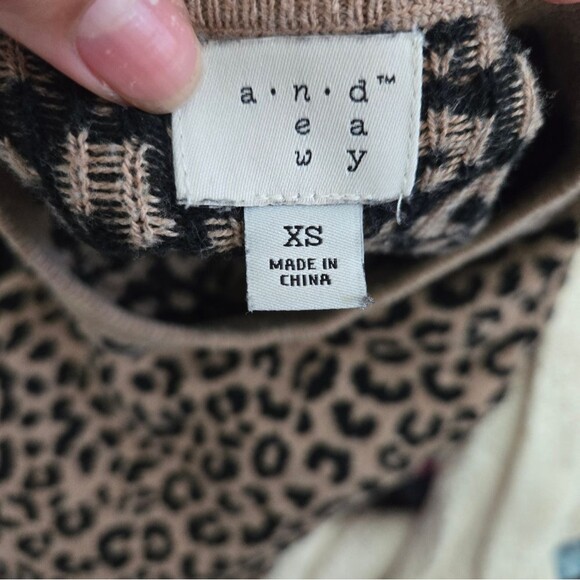 a • n • d™
e a
w y
XS
MADE IN
CHINA